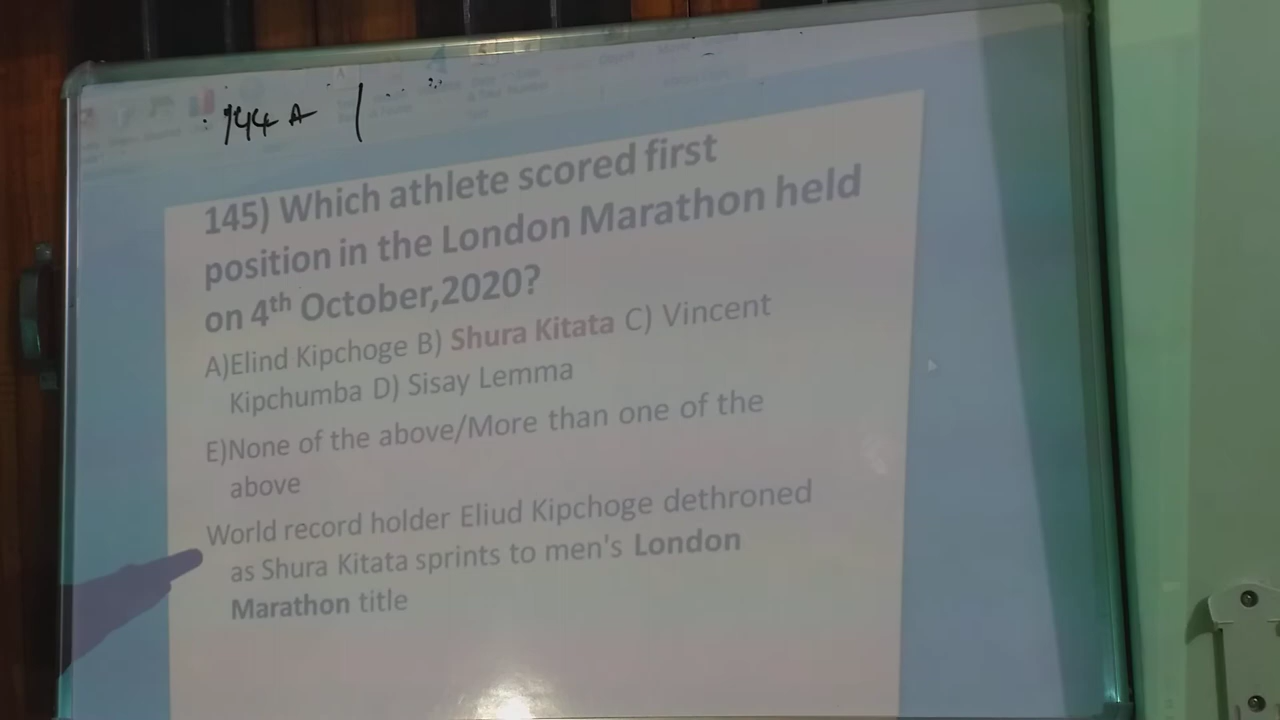 144 A
145) Which athlete scored first
position in the London Marathon held
on 4th October,2020?
A)Elind Kipchoge B) Shura Kitata C) Vincent
Kipchumba D) Sisay Lemma
E)None of the above/More than one of the
above
World record holder Eliud Kipchoge dethroned
as Shura Kitata sprints to men's London
Marathon title